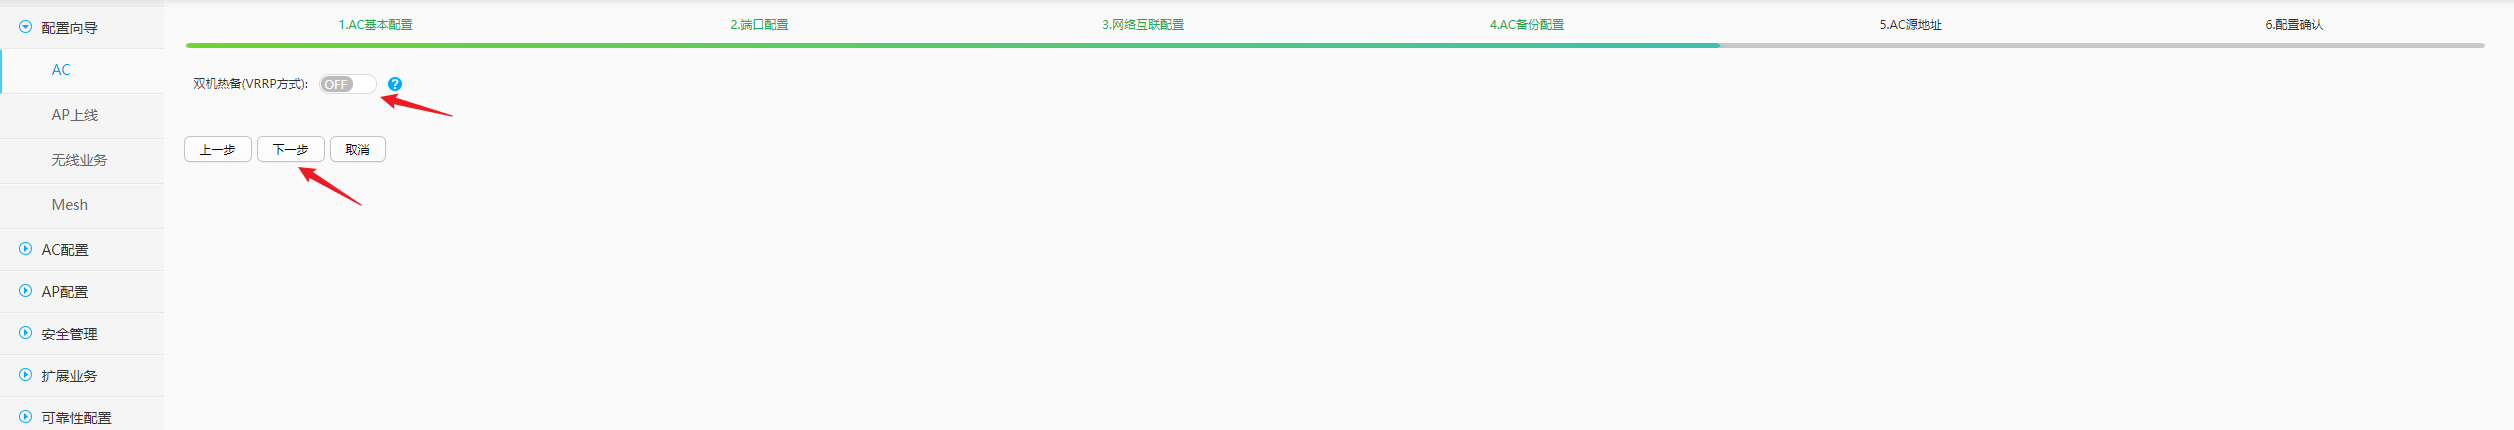 配置向导
AC
AP上线
无线业务
Mesh
AC配置
AP配置
安全管理
扩展业务
可靠性配置
1.AC基本配置
2.端口配置
3.网络互联配置
4.AC备份配置
5.AC源地址
6.配置确认
双机热备(VRRP方式): OFF ?
上一步 下一步 取消